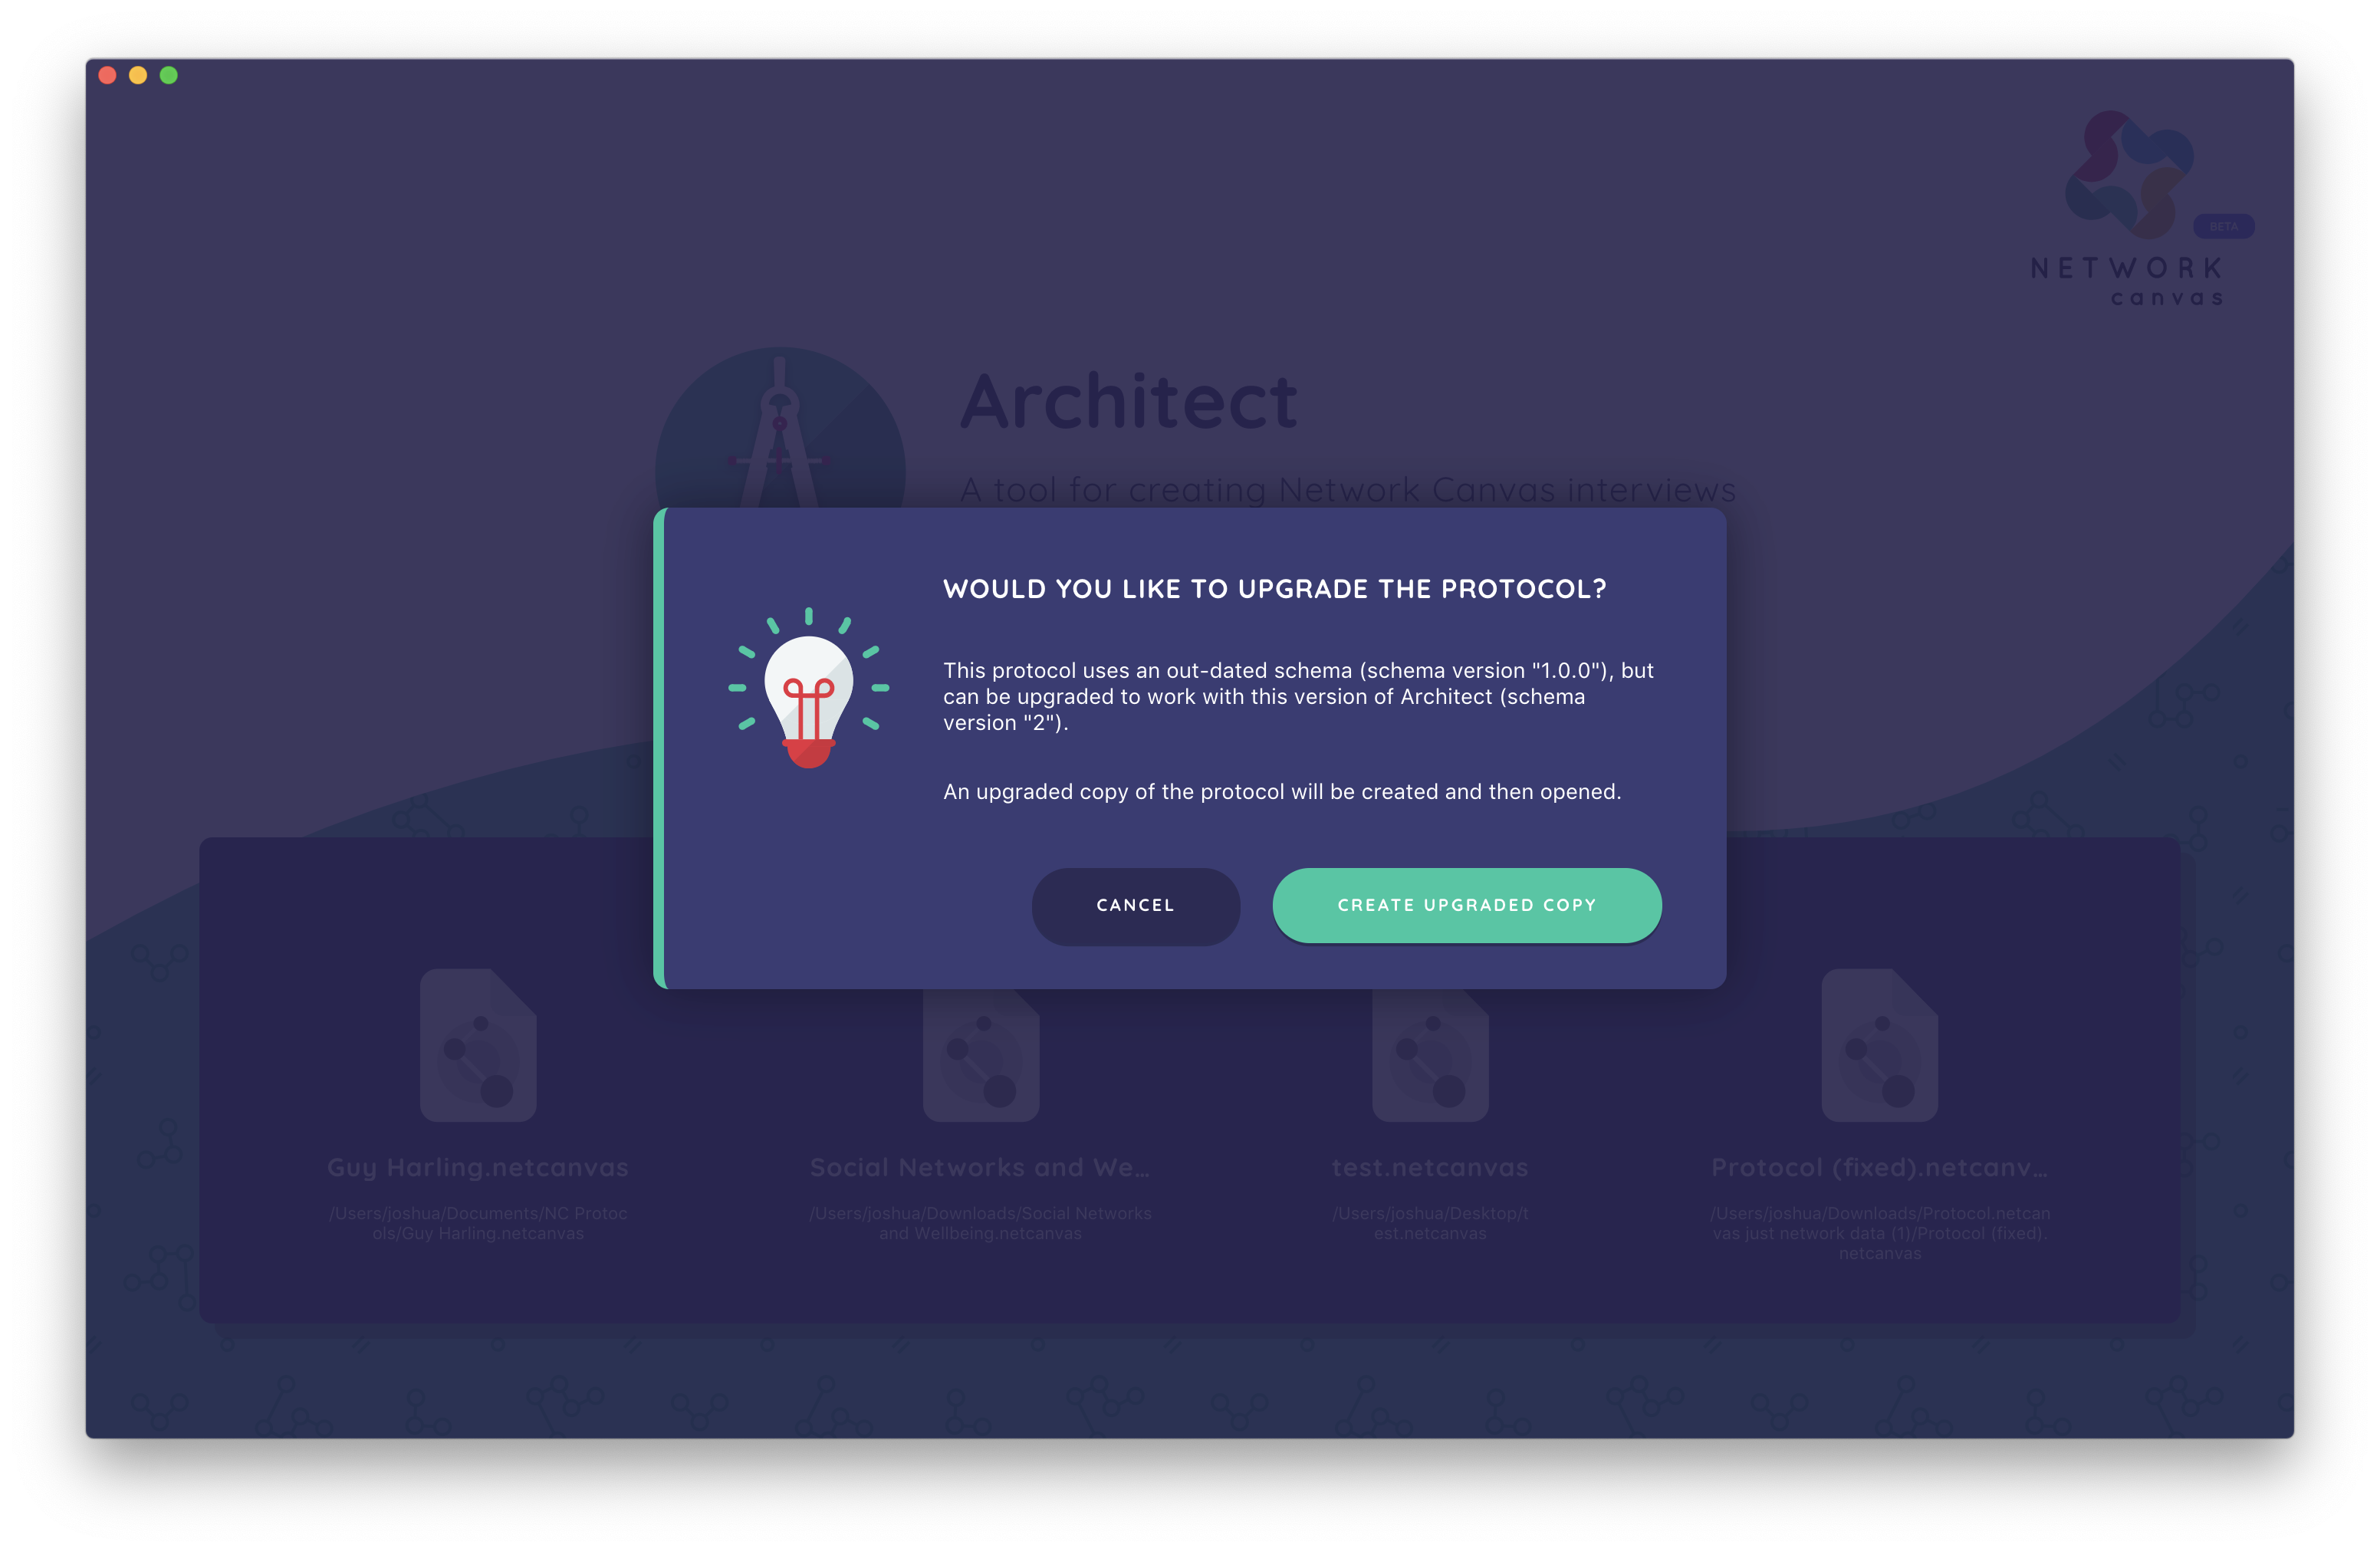 BETA
NETWORK
canvas
Architect
A tool for creating Network Canvas interviews
WOULD YOU LIKE TO UPGRADE THE PROTOCOL?
This protocol uses an out-dated schema (schema version "1.0.0"), but
can be upgraded to work with this version of Architect (schema
version "2").
An upgraded copy of the protocol will be created and then opened.
CANCEL
CREATE UPGRADED COPY
Guy Harling.netcanvas
/Users/joshua/Documents/NC Protoc
ols/Guy Harling.netcanvas
Social Networks and We...
/Users/joshua/Downloads/Social Networks
and Wellbeing.netcanvas
test.netcanvas
/Users/joshua/Desktop/t
est.netcanvas
Protocol (fixed).netcanv...
/Users/joshua/Downloads/Protocol.netcan
vas just network data (1)/Protocol (fixed).
netcanvas